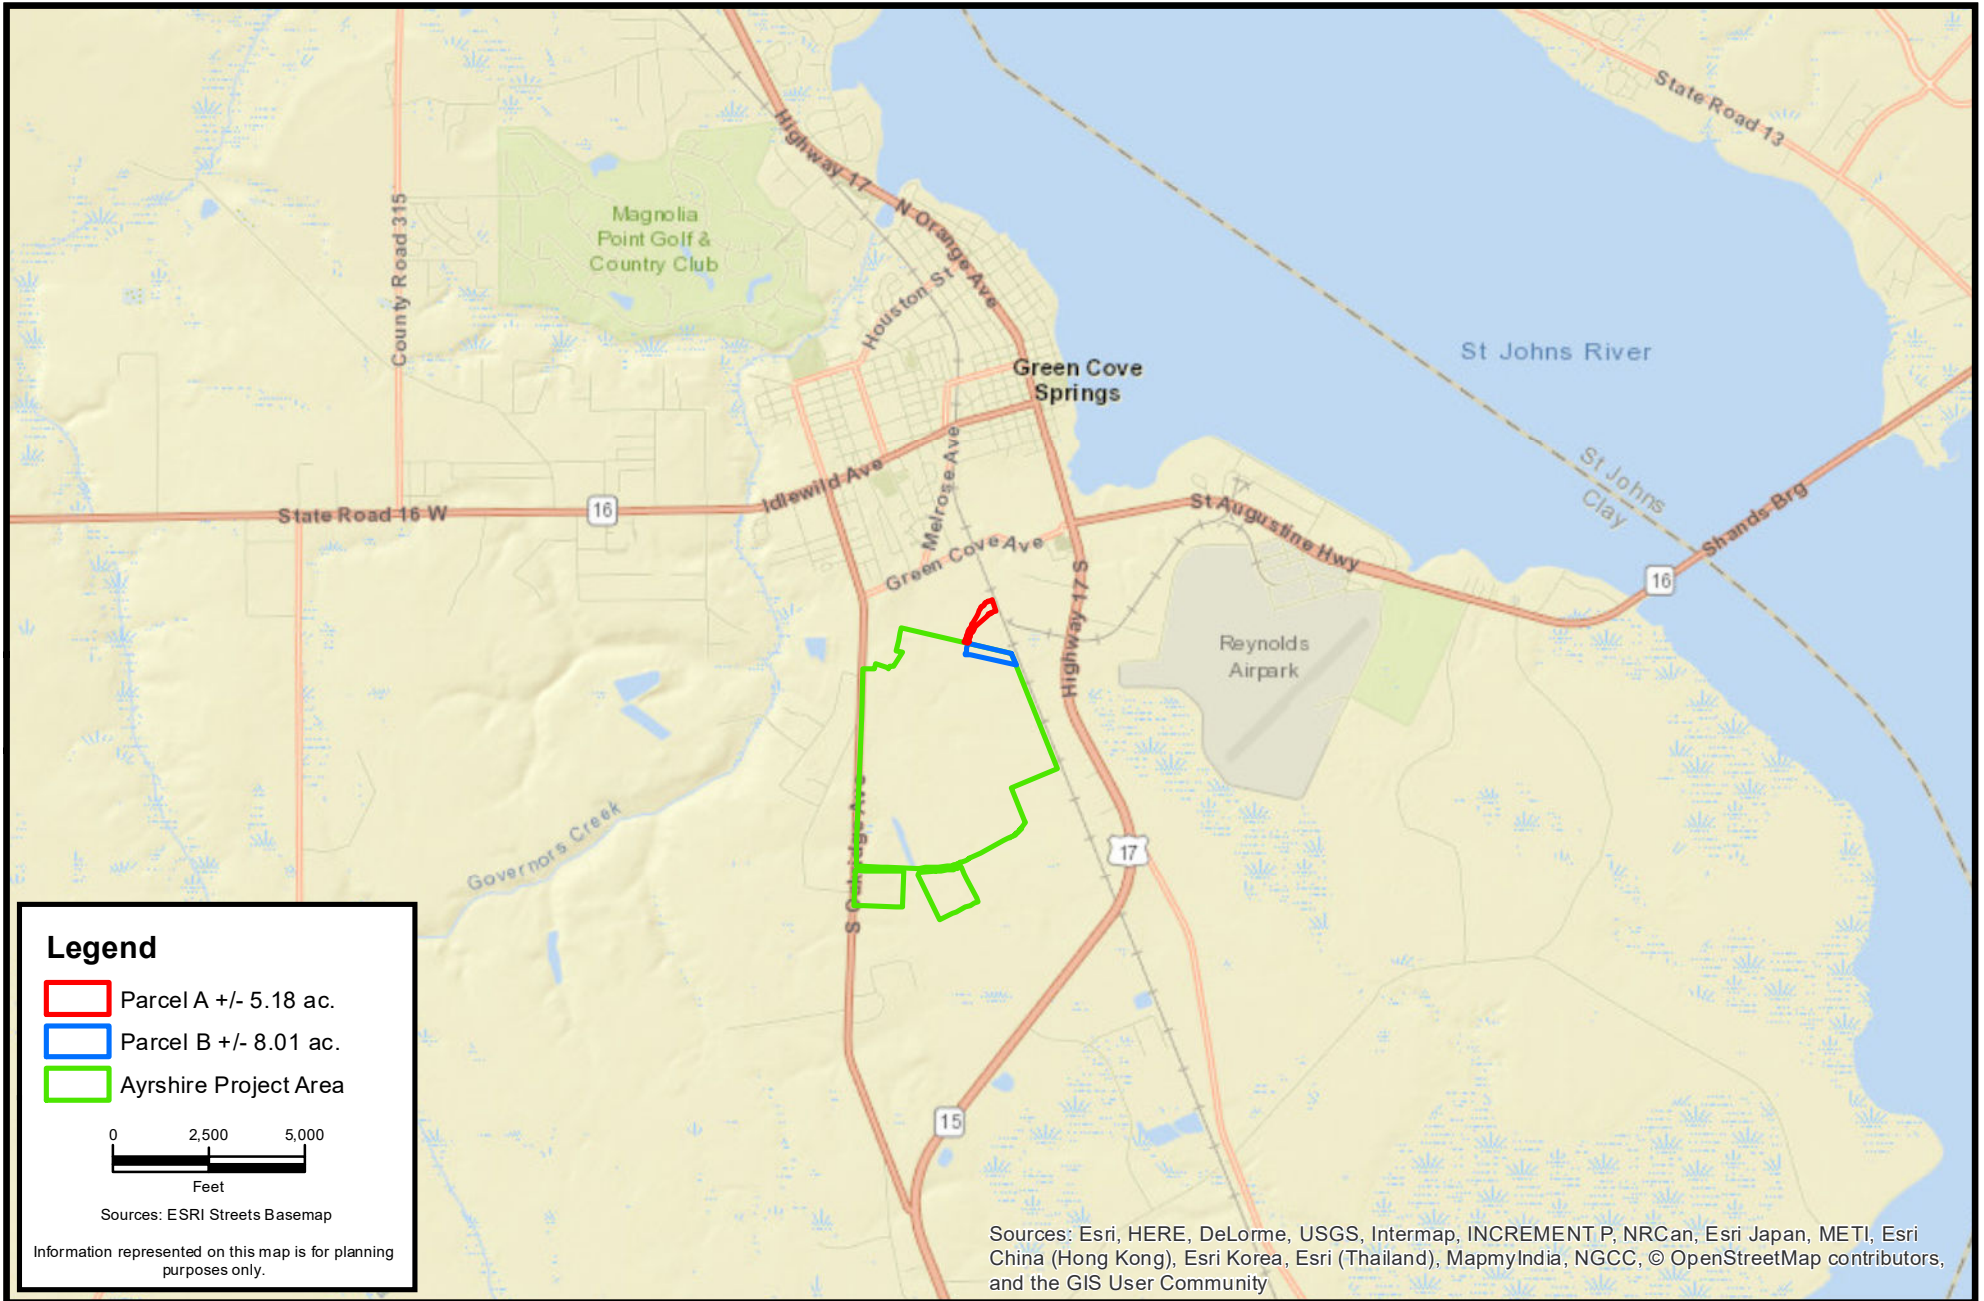 State Road 13
Highway 17
N Orange Ave
County Road 315
Magnolia
Point Golf &
Country Club
Houston St
Green Cove
Springs
St Johns River
Melrose Ave
Idlewild Ave
State Road 16 W
16
St Augustine Hwy
St Johns
Clay
Shands Brg
16
Green Cove Ave
Highway 17 S
Reynolds
Airpark
S Oakridge Ave
Governors Creek
17
15
Legend
Parcel A +/- 5.18 ac.
Parcel B +/- 8.01 ac.
Ayrshire Project Area
0 2,500 5,000
Feet
Sources: ESRI Streets Basemap
Information represented on this map is for planning
purposes only.
Sources: Esri, HERE, DeLorme, USGS, Intermap, INCREMENT P, NRCan, Esri Japan, METI, Esri
China (Hong Kong), Esri Korea, Esri (Thailand), MapmyIndia, NGCC, © OpenStreetMap contributors,
and the GIS User Community